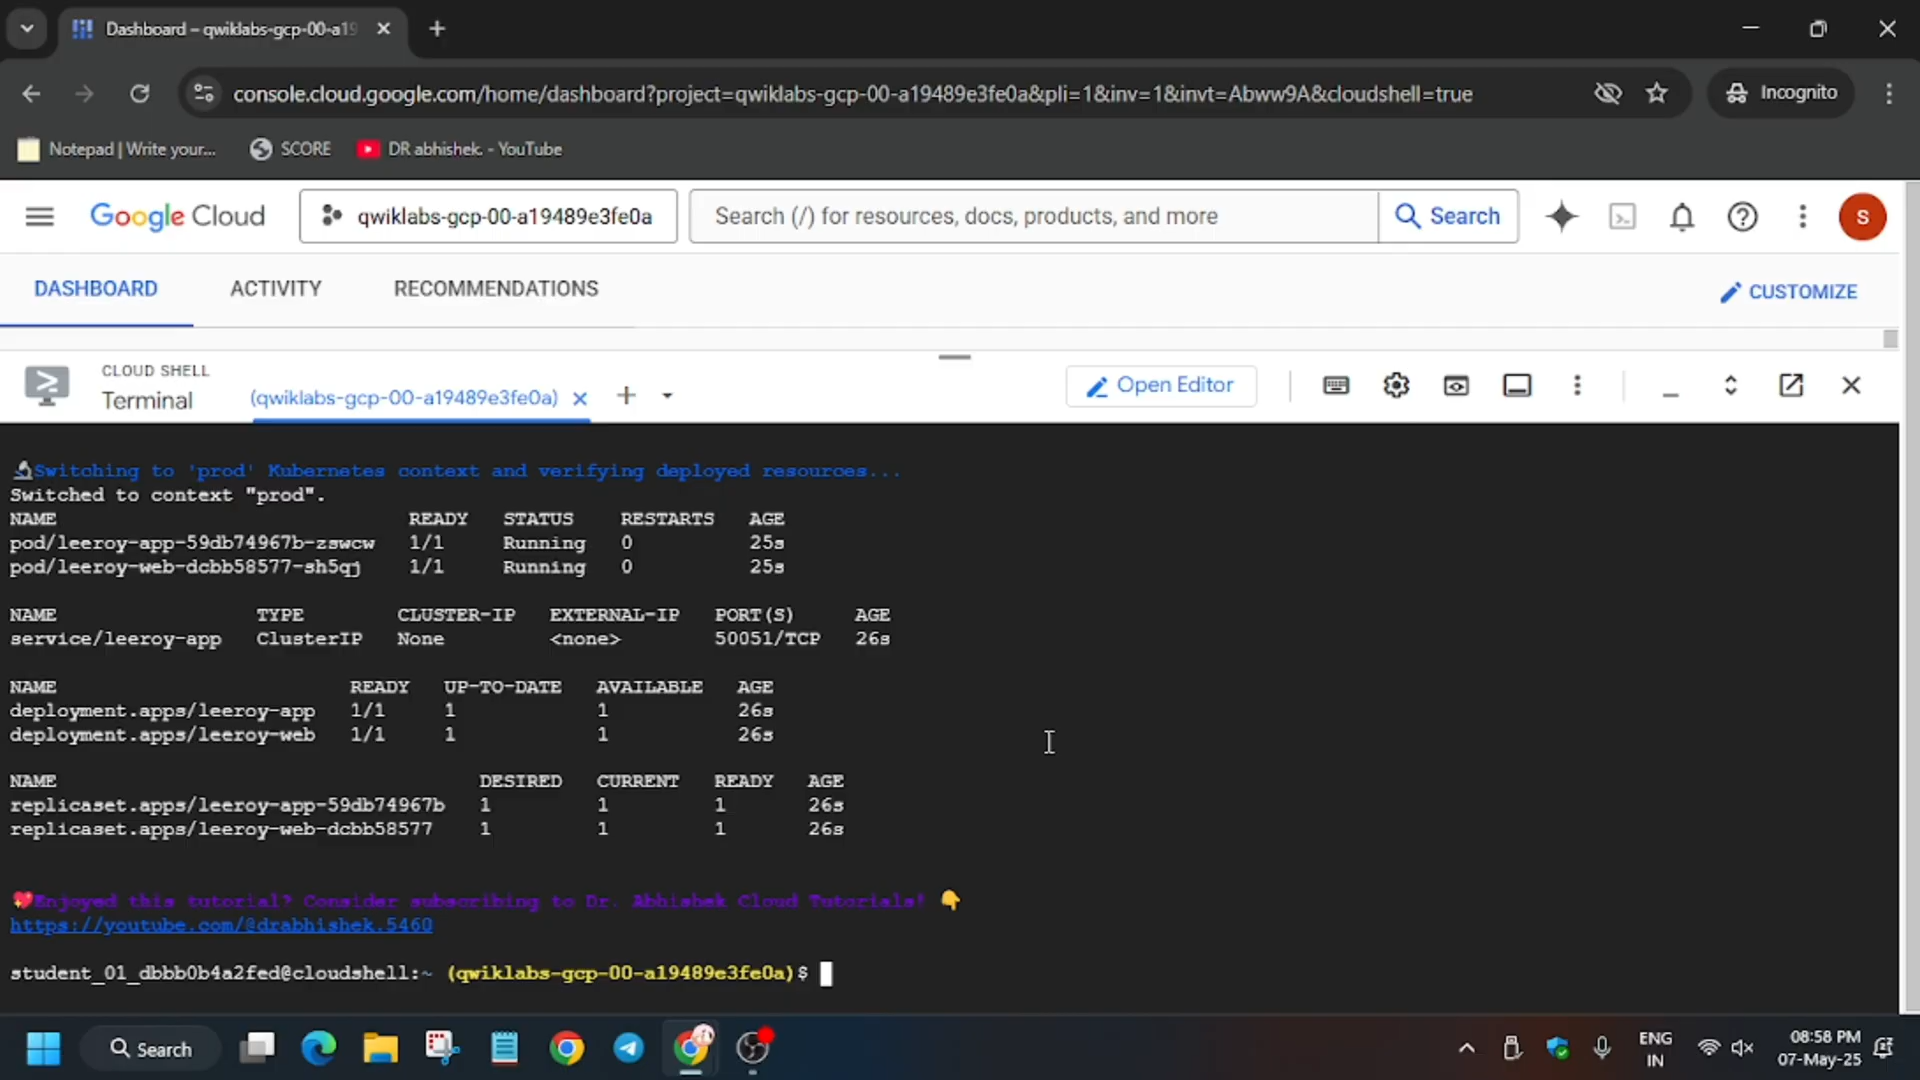 Dashboard – qwiklabs-gcp-00-a19
console.cloud.google.com/home/dashboard?project=qwiklabs-gcp-00-a19489e3fe0a&pli=1&inv=1&invt=Abww9A&cloudshell=true
Incognito
Notepad | Write your...
SCORE
DR abhishek. - YouTube
Google Cloud
qwiklabs-gcp-00-a19489e3fe0a
Search (/) for resources, docs, products, and more
Search
S
DASHBOARD
ACTIVITY
RECOMMENDATIONS
CUSTOMIZE
CLOUD SHELL
Terminal
(qwiklabs-gcp-00-a19489e3fe0a)
Open Editor
Switching to 'prod' Kubernetes context and verifying deployed resources...
Switched to context "prod".
NAME READY STATUS RESTARTS AGE
pod/leeroy-app-59db74967b-zswcw 1/1 Running 0 25s
pod/leeroy-web-dcbb58577-sh5qj 1/1 Running 0 25s
NAME TYPE CLUSTER-IP EXTERNAL-IP PORT(S) AGE
service/leeroy-app ClusterIP None <none> 50051/TCP 26s
NAME READY UP-TO-DATE AVAILABLE AGE
deployment.apps/leeroy-app 1/1 1 1 26s
deployment.apps/leeroy-web 1/1 1 1 26s
NAME DESIRED CURRENT READY AGE
replicaset.apps/leeroy-app-59db74967b 1 1 1 26s
replicaset.apps/leeroy-web-dcbb58577 1 1 1 26s
Enjoyed this tutorial? Consider subscribing to Dr. Abhishek Cloud Tutorials!
https://youtube.com/@drabhishek.5460
student_01_dbbb0b4a2fed@cloudshell:~ (qwiklabs-gcp-00-a19489e3fe0a)$
Search
ENG
IN
08:58 PM
07-May-25